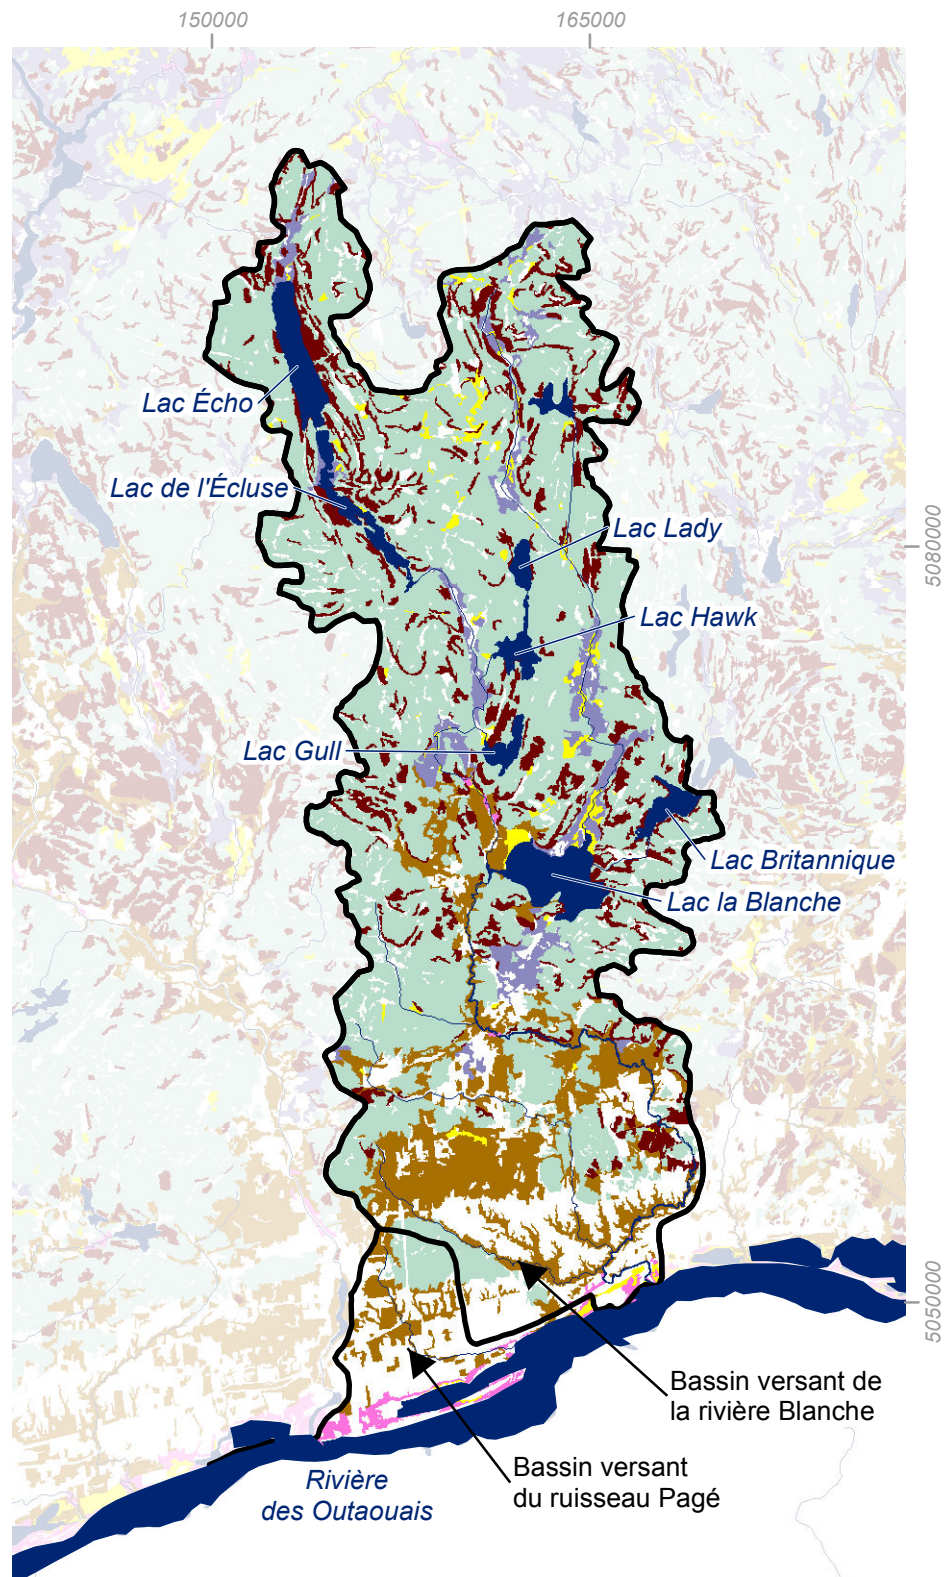 150000
165000
Lac Écho
Lac de l'Écluse
Lac Lady
5080000
Lac Hawk
Lac Gull
Lac Britannique
Lac la Blanche
5050000
Bassin versant de
la rivière Blanche
Bassin versant
du ruisseau Pagé
Rivière
des Outaouais